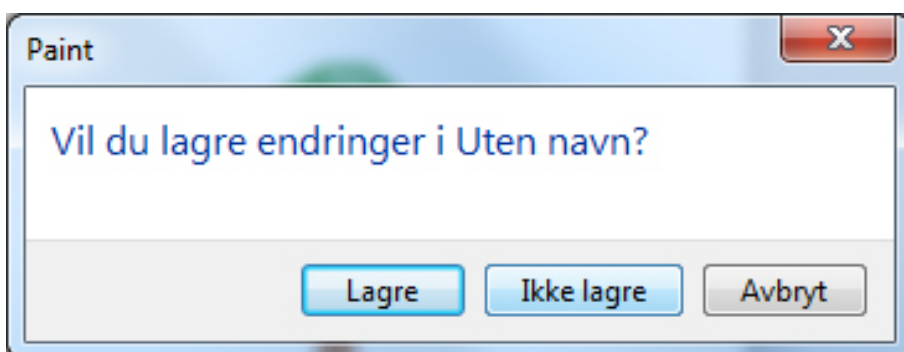 Paint
Vil du lagre endringer i Uten navn?
Lagre Ikke lagre Avbryt